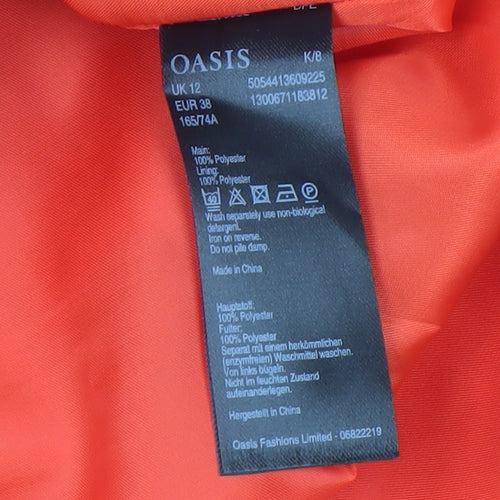 OASIS K/8
UK 12 5054413609225
EUR 38 1300671183812
165/74A
Main:
100% Polyester
Lining:
100% Polyester
40 P
Wash separately use non-biological
detergent.
Iron on reverse.
Do not pile damp.
Made in China
Hauptstoff:
100% Polyester
Futter:
100% Polyester
Separat mit einem herkömmlichen
(enzymfreien) Waschmittel waschen.
Von links bügeln.
Nicht im feuchten Zustand
aufeinanderlegen.
Hergestellt in China
Oasis Fashions Limited - 06822219